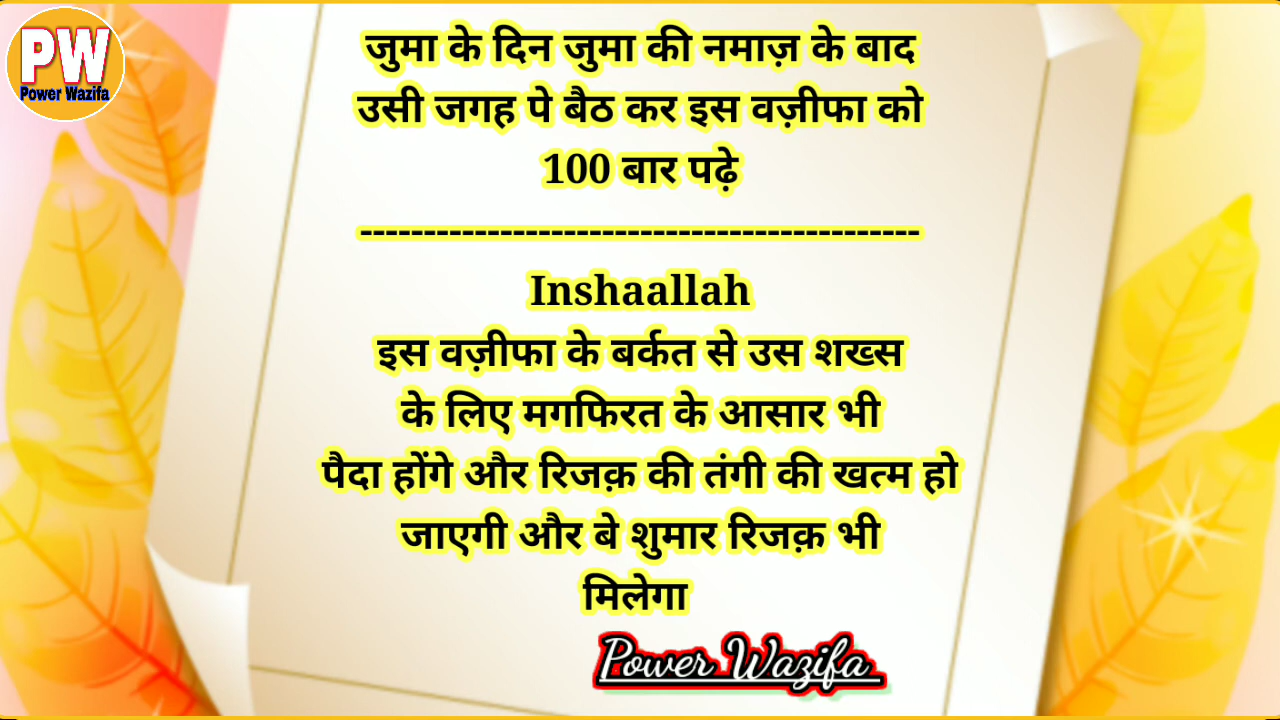 PW
Power Wazifa
जुमा के दिन जुमा की नमाज़ के बाद
उसी जगह पे बैठ कर इस वज़ीफा को
100 बार पढ़े
--------------------------------------------
Inshaallah
इस वज़ीफा के बर्कत से उस शख्स
के लिए मगफिरत के आसार भी
पैदा होंगे और रिजक़ की तंगी की खत्म हो
जाएगी और बे शुमार रिजक़ भी
मिलेगा
Power Wazifa